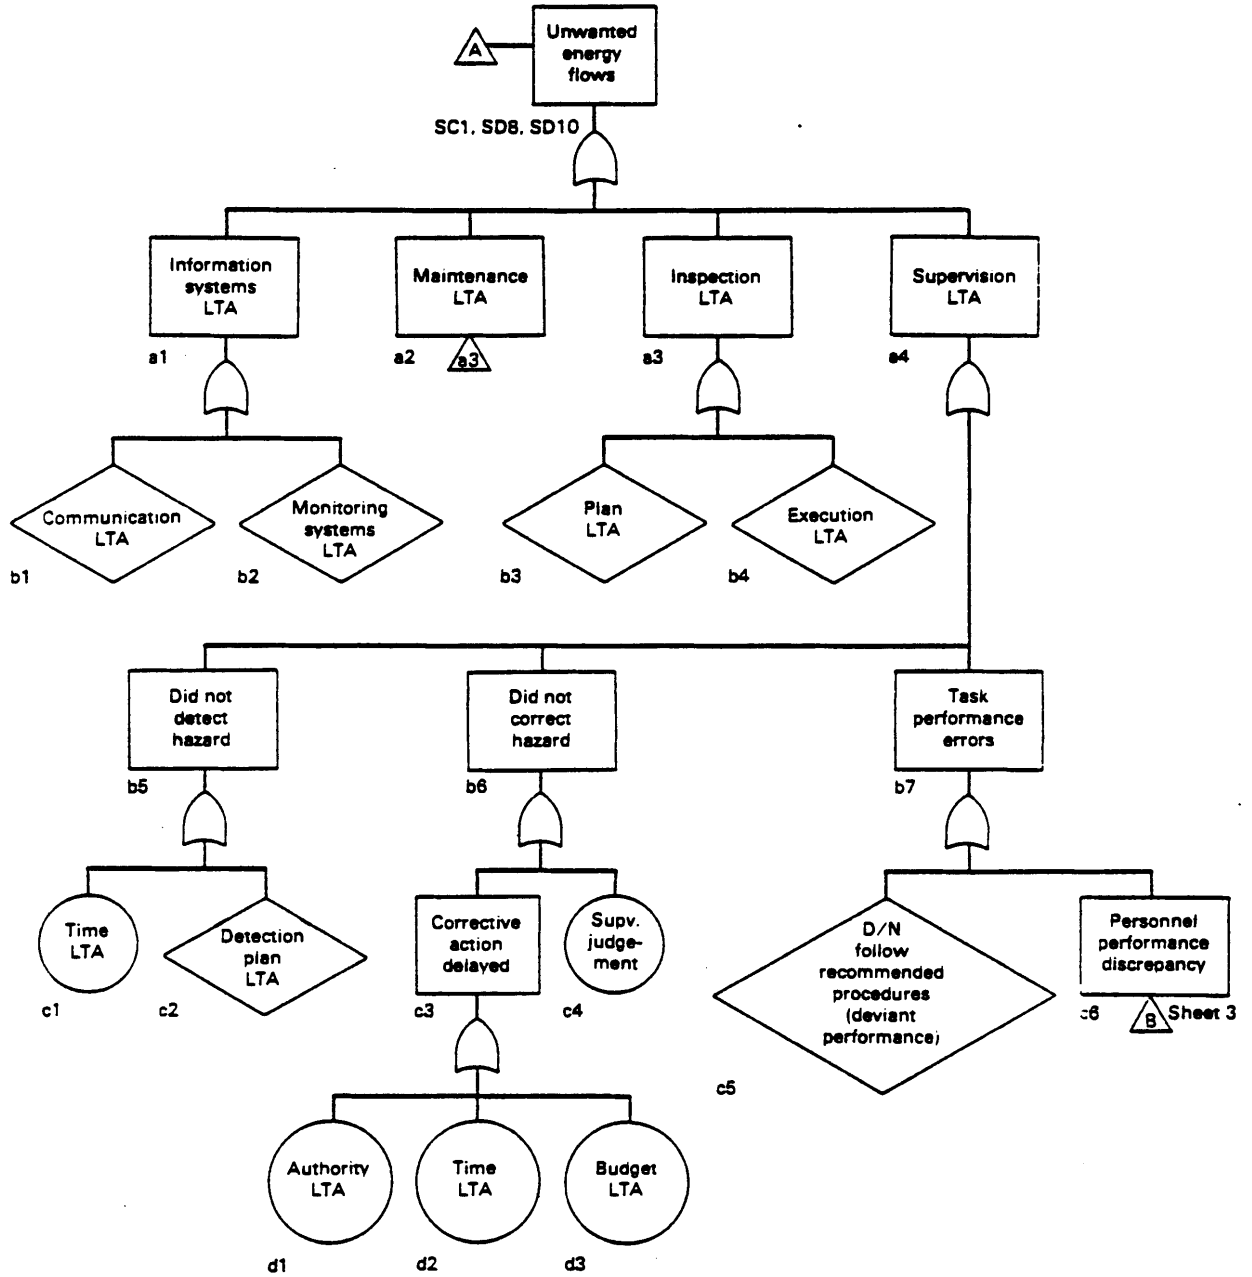 Unwanted
energy
flows
A
SC1, SD8, SD10
Information
systems
LTA
a1
Maintenance
LTA
a2
a3
Inspection
LTA
a3
Supervision
LTA
a4
Communication
LTA
b1
Monitoring
systems
LTA
b2
Plan
LTA
b3
Execution
LTA
b4
Did not
detect
hazard
b5
Did not
correct
hazard
b6
Task
performance
errors
b7
Time
LTA
c1
Detection
plan
LTA
c2
Corrective
action
delayed
c3
Supv.
judge-
ment
c4
D/N
follow
recommended
procedures
(deviant
performance)
c5
Personnel
performance
discrepancy
c6
B
Sheet 3
Authority
LTA
d1
Time
LTA
d2
Budget
LTA
d3